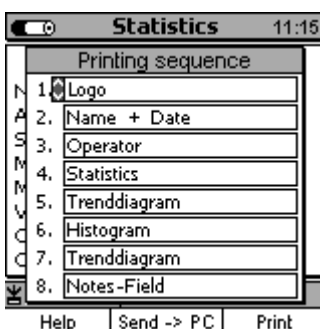 Statistics 11:15
Printing sequence
1. Logo
2. Name + Date
3. Operator
4. Statistics
5. Trenddiagram
6. Histogram
7. Trenddiagram
8. Notes-Field
N
A
S
M
M
V
C
C
Help Send -> PC Print